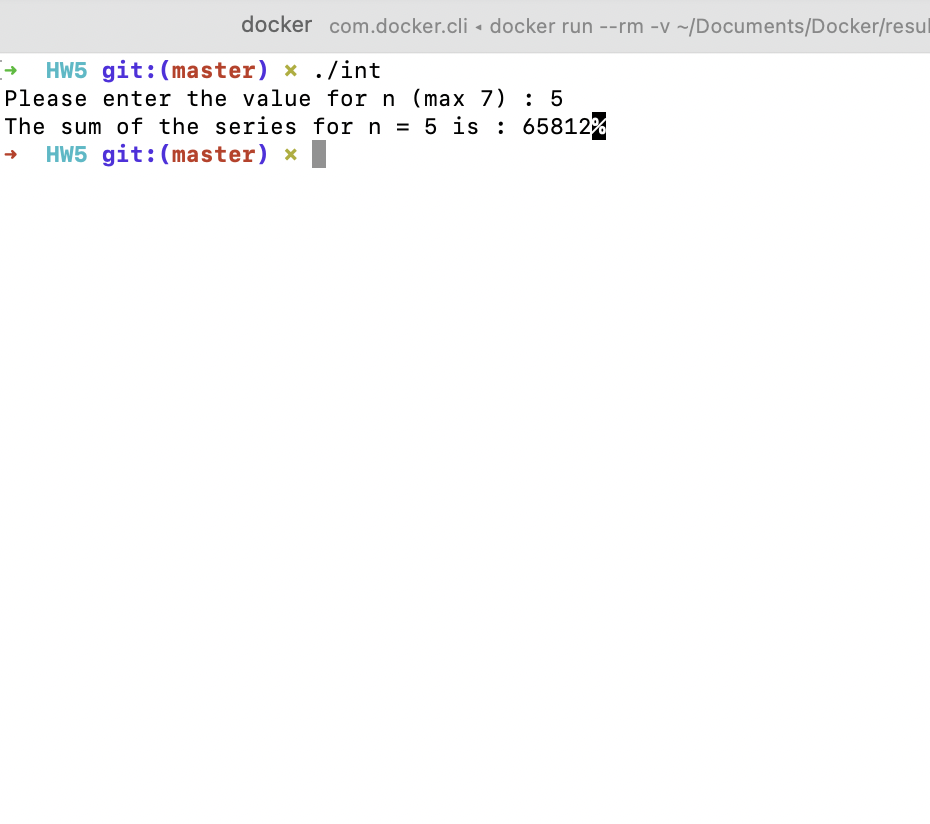 docker com.docker.cli ◂ docker run --rm -v ~/Documents/Docker/resul
➜ HW5 git:(master) ✗ ./int
Please enter the value for n (max 7) : 5
The sum of the series for n = 5 is : 65812%
➜ HW5 git:(master) ✗